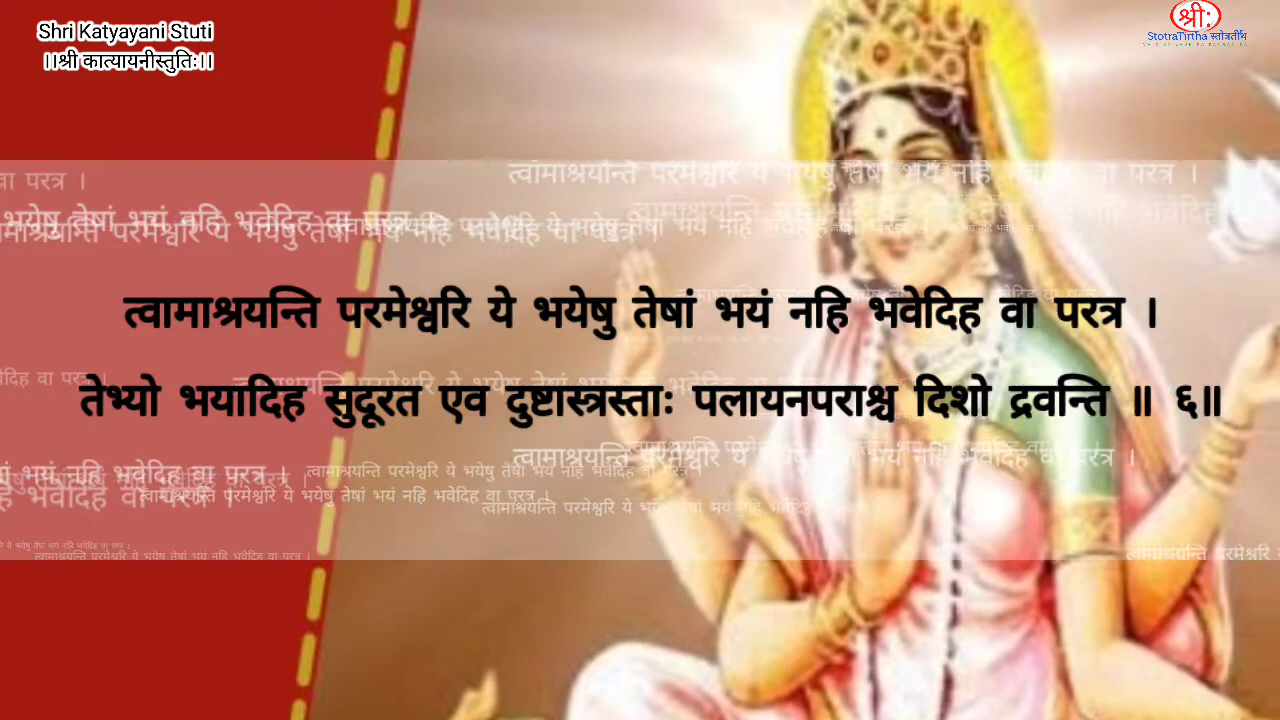 Shri Katyayani Stuti
।।श्री कात्यायनीस्तुतिः।।
श्रीः
StotraTirtha स्तोत्रतीर्थ
त्वामाश्रयन्ति परमेश्वरि ये भयेषु तेषां भयं नहि भवेदिह वा परत्र ।
तेभ्यो भयादिह सुदूरत एव दुष्टास्त्रस्ताः पलायनपराश्च दिशो द्रवन्ति ॥ ६॥